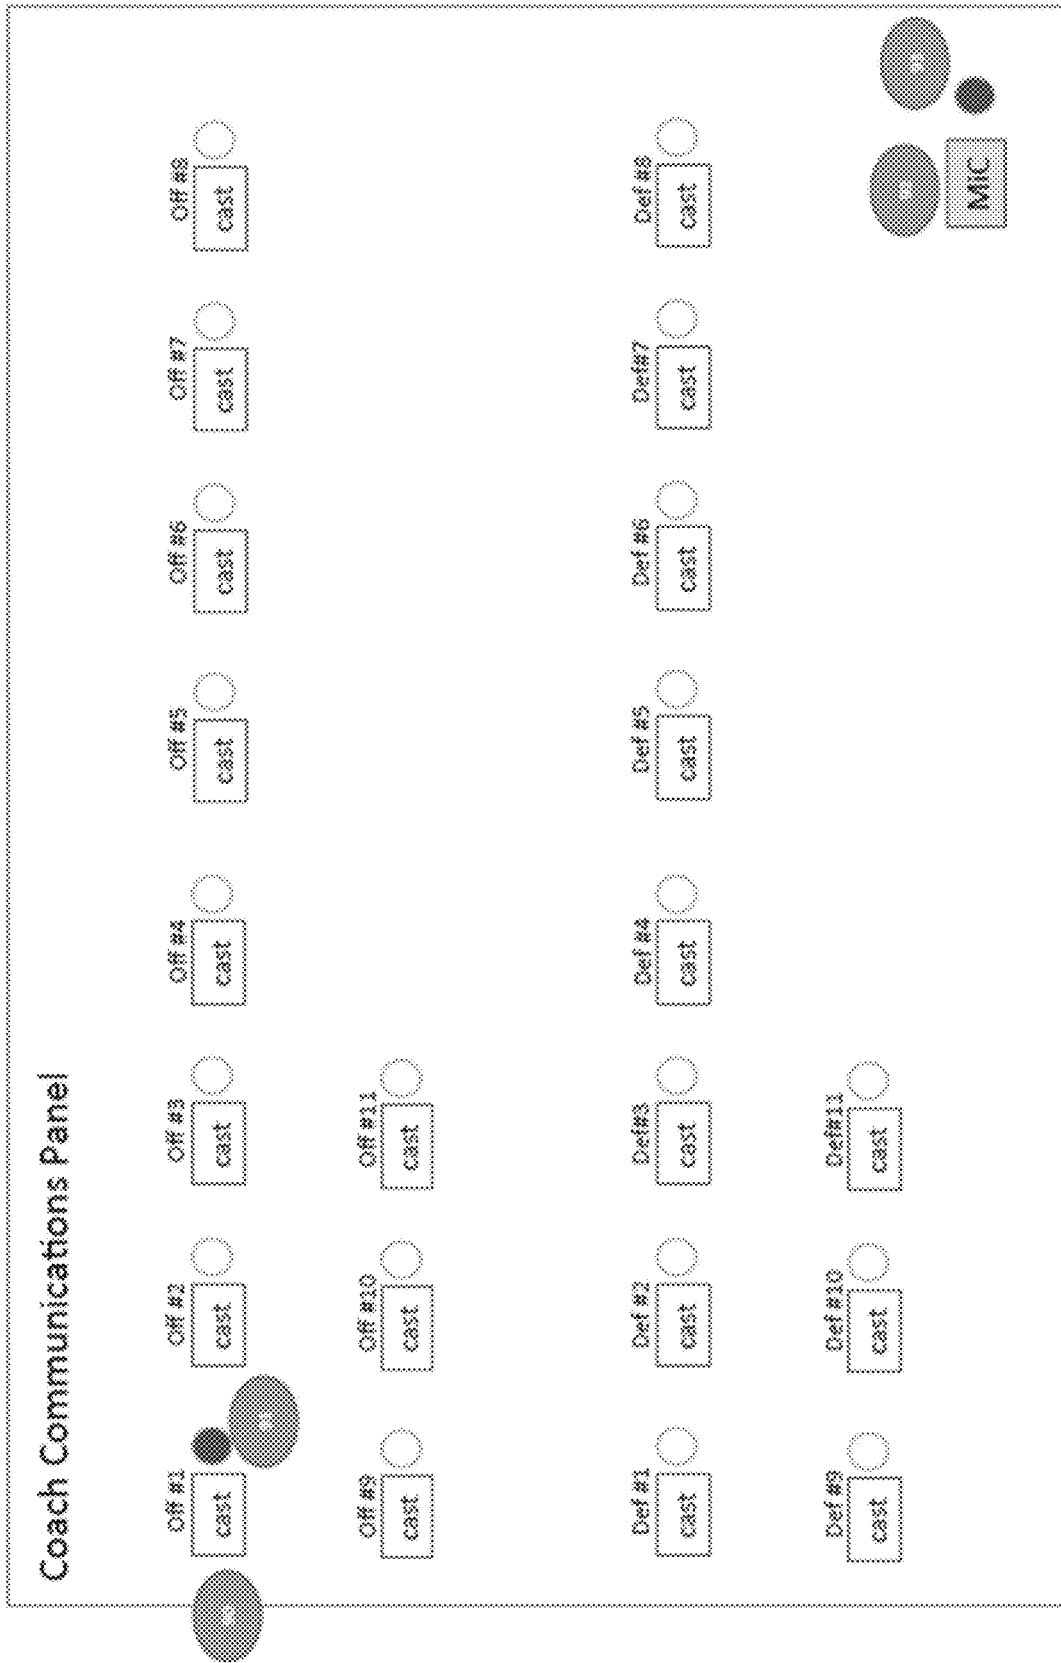 Coach Communications Panel
Off #1 Off #2 Off #3 Off #4 Off #5 Off #6 Off #7 Off #8
cast cast cast cast cast cast cast cast
Off #9 Off #10 Off #11
cast cast cast
Def #1 Def #2 Def#3 Def #4 Def #5 Def #6 Def#7 Def #8
cast cast cast cast cast cast cast cast
Def #9 Def #10 Def#11
cast cast cast
MIC